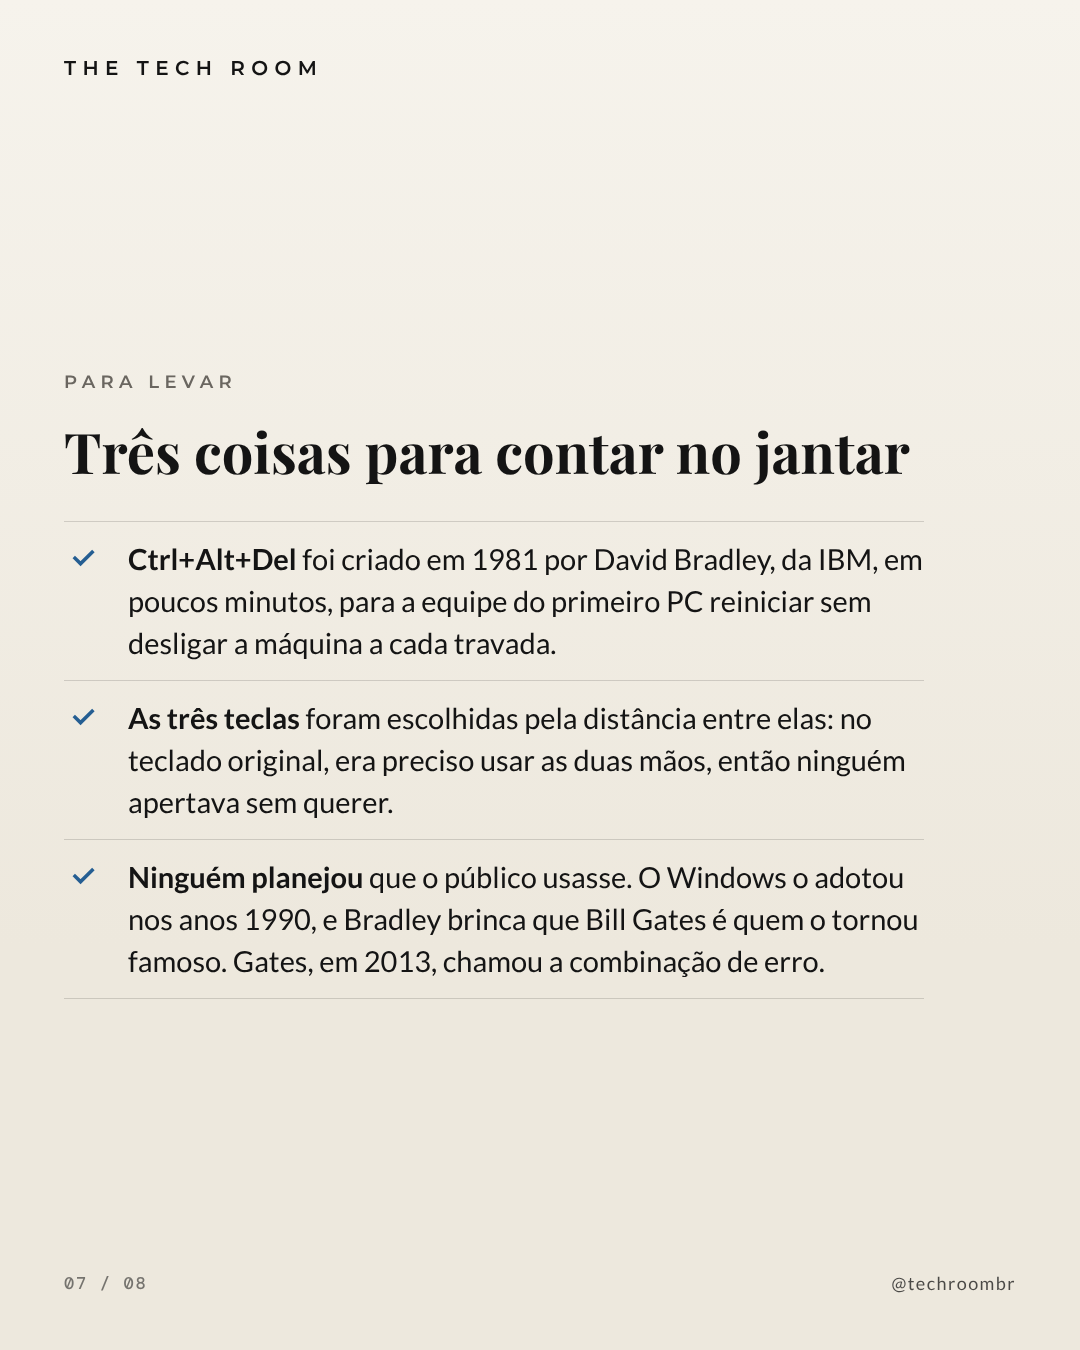 THE TECH ROOM
PARA LEVAR
Três coisas para contar no jantar
Ctrl+Alt+Del foi criado em 1981 por David Bradley, da IBM, em
poucos minutos, para a equipe do primeiro PC reiniciar sem
desligar a máquina a cada travada.
As três teclas foram escolhidas pela distância entre elas: no
teclado original, era preciso usar as duas mãos, então ninguém
apertava sem querer.
Ninguém planejou que o público usasse. O Windows o adotou
nos anos 1990, e Bradley brinca que Bill Gates é quem o tornou
famoso. Gates, em 2013, chamou a combinação de erro.
07 / 08
@techroombr